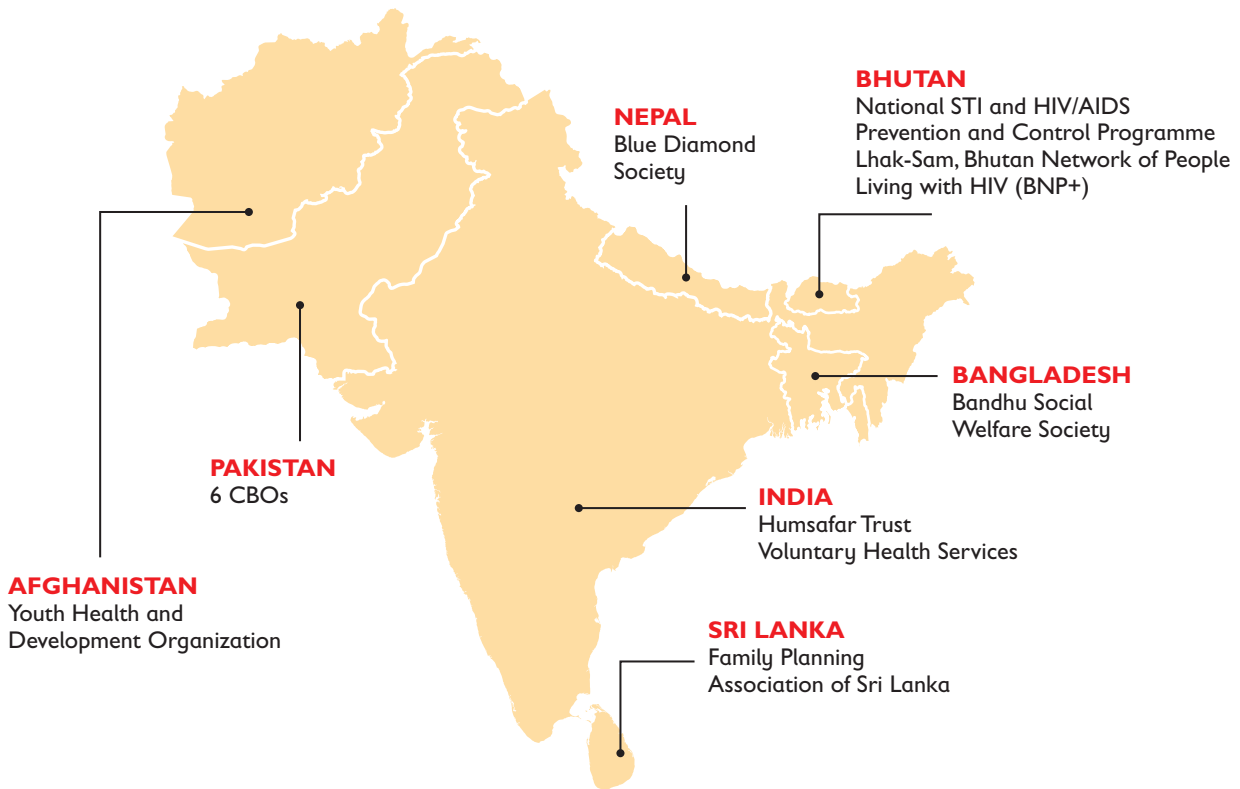 NEPAL
Blue Diamond
Society
BHUTAN
National STI and HIV/AIDS
Prevention and Control Programme
Lhak-Sam, Bhutan Network of People
Living with HIV (BNP+)
BANGLADESH
Bandhu Social
Welfare Society
PAKISTAN
6 CBOs
INDIA
Humsafar Trust
Voluntary Health Services
AFGHANISTAN
Youth Health and
Development Organization
SRI LANKA
Family Planning
Association of Sri Lanka